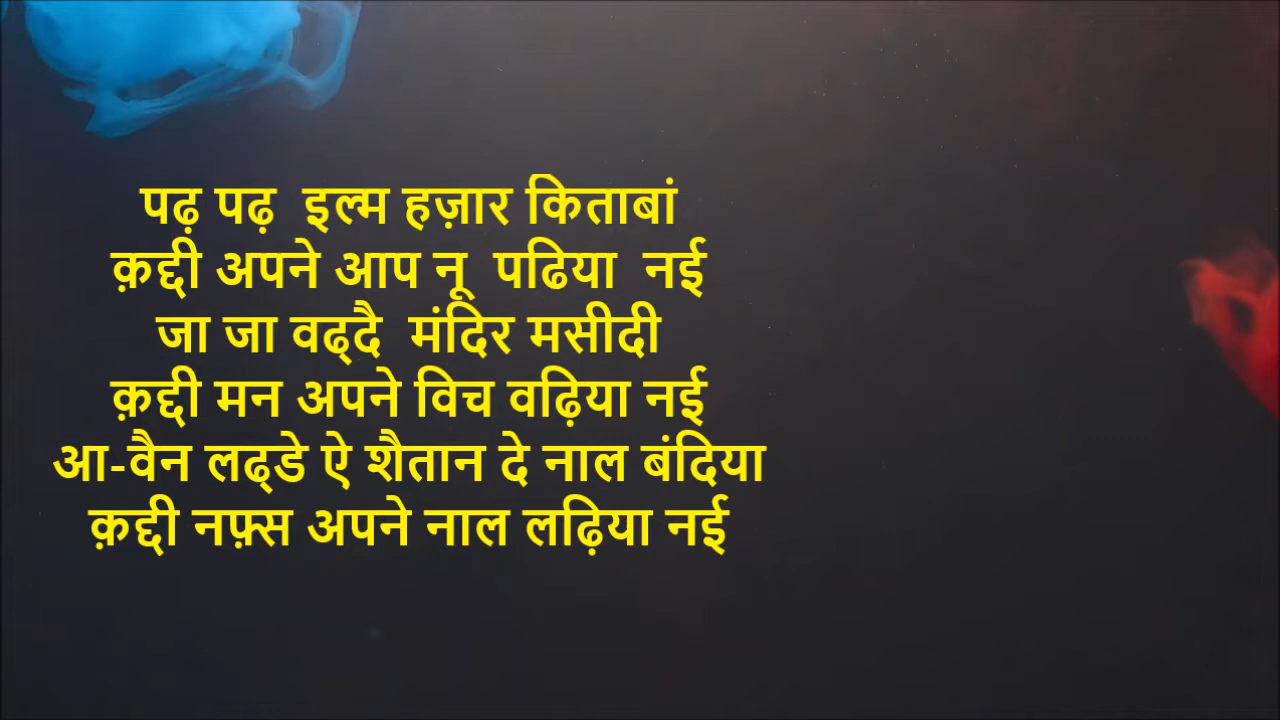 पढ़ पढ़ इल्म हज़ार किताबां
क़द्दी अपने आप नू पढिया नई
जा जा वढ्दै मंदिर मसीदी
क़द्दी मन अपने विच वढ़िया नई
आ-वैन लढ्डे ऐ शैतान दे नाल बंदिया
क़द्दी नफ़्स अपने नाल लढ़िया नई